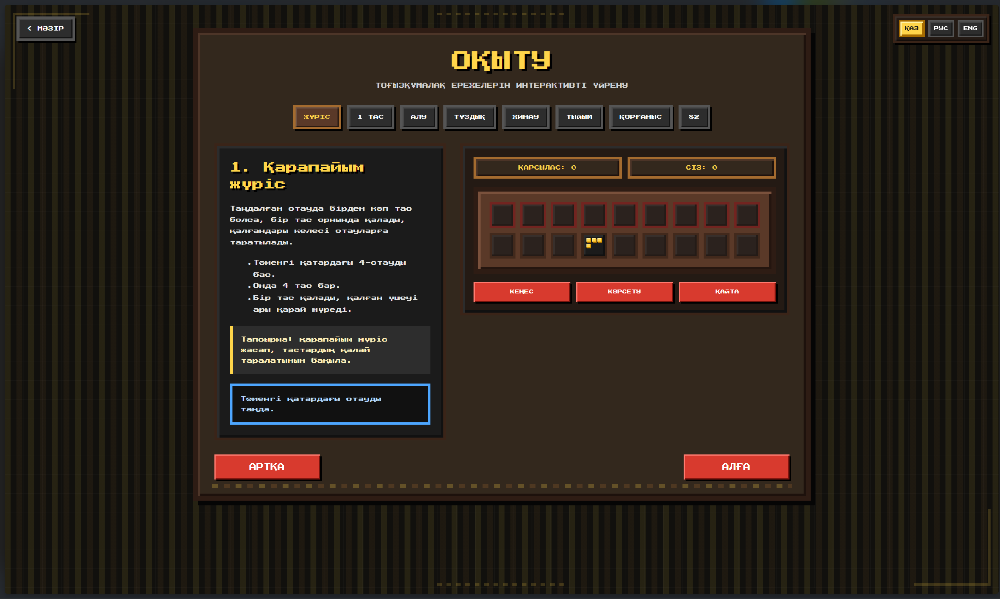 < МӘЗІР
ҚАЗ РУС ENG
ОҚЫТУ
ТОҒЫЗҚҰМАЛАҚ ЕРЕЖЕЛЕРІН ИНТЕРАКТИВТІ ҮЙРЕНУ
ЖҮРІС 1 ТАС АЛУ ТҰЗДЫҚ ЖИНАУ ТЫЙЫМ ҚОРҒАНЫС 82
1. Қарапайым
жүріс
Таңдалған отауда бірден көп тас
болса, бір тас орнында қалады,
қалғандары келесі отауларға
таратылады.
• Төменгі қатардағы 4-отауды
бас.
• Онда 4 тас бар.
• Бір тас қалады, қалған үшеуі
ары қарай жүреді.
Тапсырма: қарапайым жүріс
жасап, тастардың қалай
таралатынын бақыла.
Төменгі қатардағы отауды
таңда.
ҚАРСЫЛАС: 0 СІЗ: 0
КЕҢЕС КӨРСЕТУ ҚАЙТА
АРТҚА АЛҒА